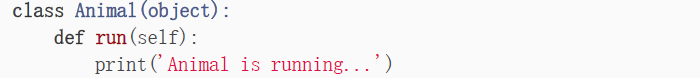 class Animal(object):
    def run(self):
        print('Animal is running...')